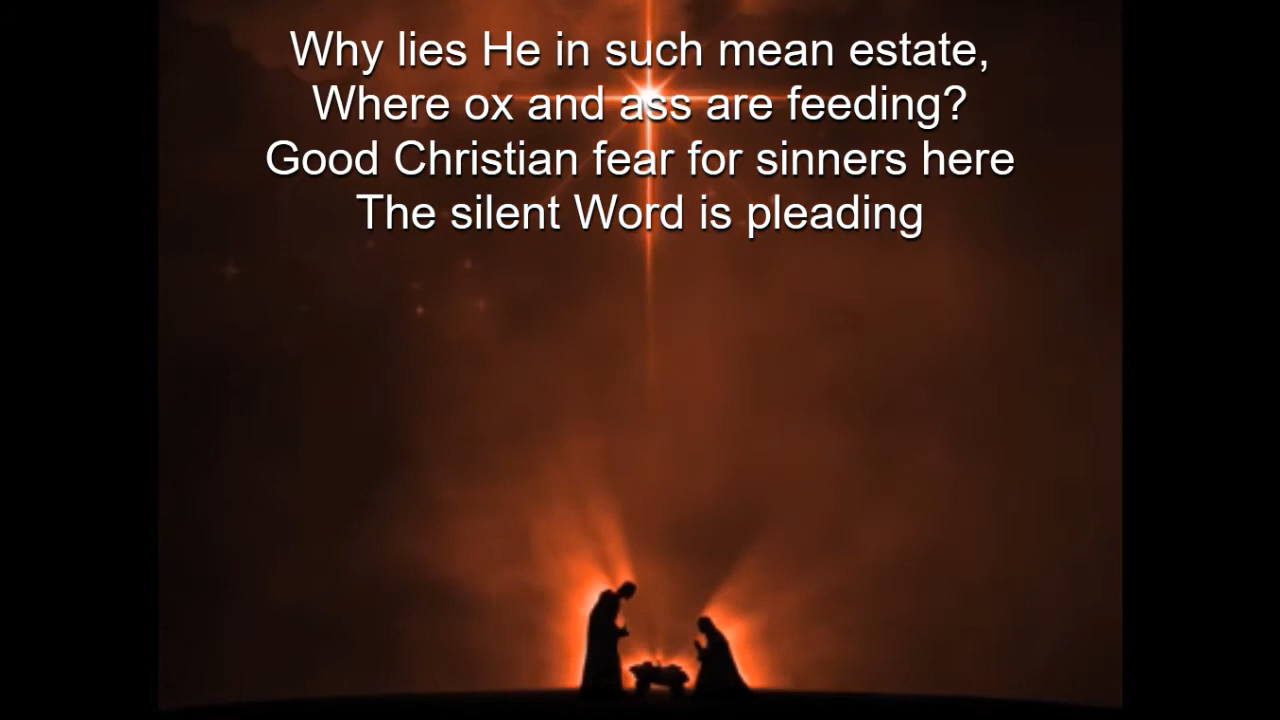 Why lies He in such mean estate,
Where ox and ass are feeding?
Good Christian fear for sinners here
The silent Word is pleading